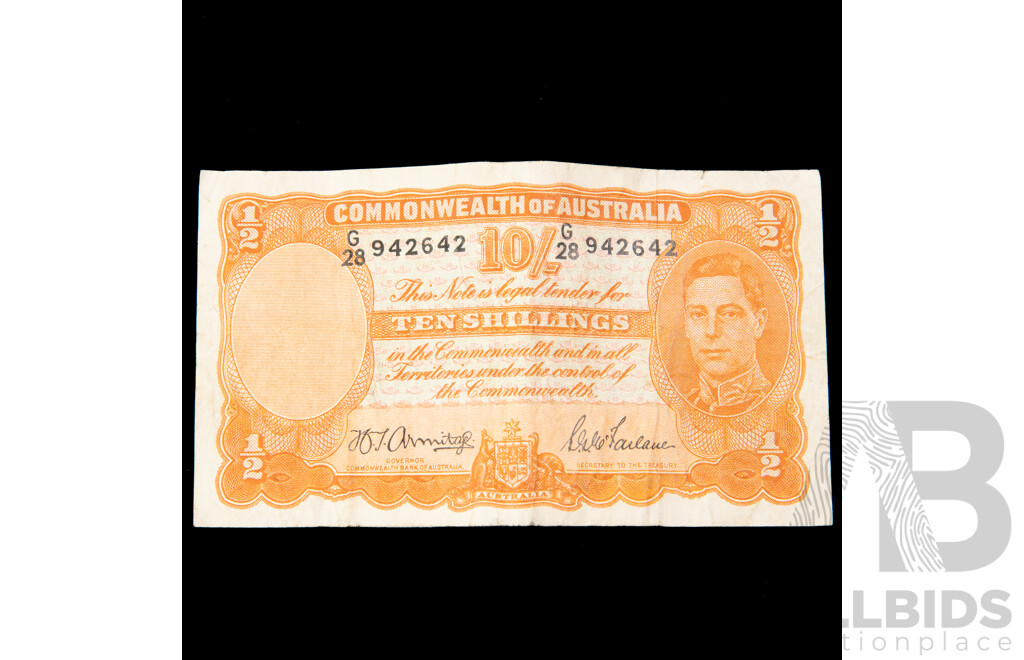 COMMONWEALTH OF AUSTRALIA
1/2
1/2
G/28 942642
10/-
G/28 942642
This Note is legal tender for
TEN SHILLINGS
in the Commonwealth and in all
Territories under the control of
the Commonwealth.
1/2
1/2
H.T. Armitage
S.G. McFarlane
GOVERNOR
COMMONWEALTH BANK OF AUSTRALIA.
SECRETARY TO THE TREASURY
AUSTRALIA
B
LLBIDS
tionplace